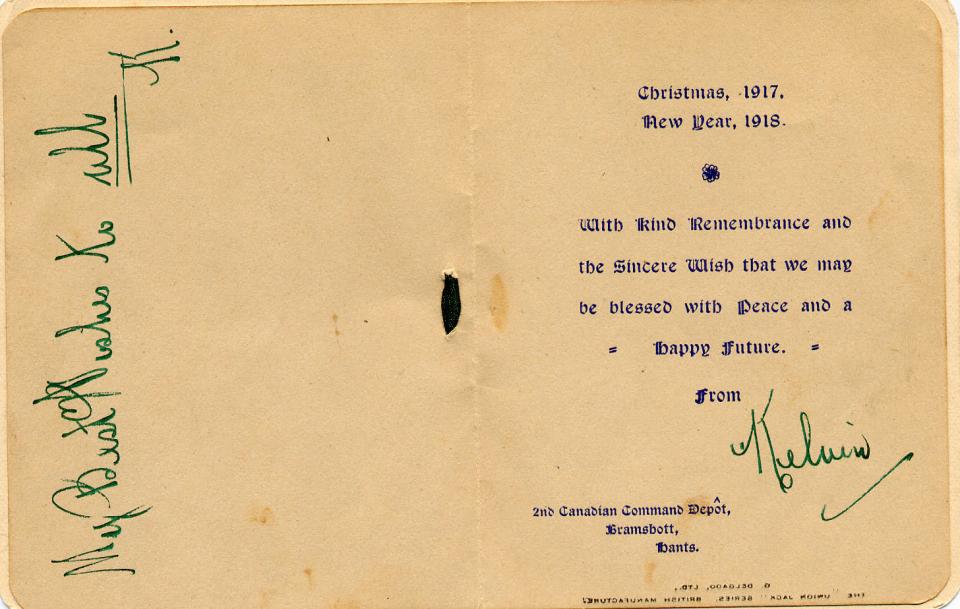 My Best Wishes to all
K.
Christmas, 1917.
New Year, 1918.
With kind Remembrance and
the Sincere Wish that we may
be blessed with Peace and a
= Happy Future. =
From
Kelvin
2nd Canadian Command Depôt,
Bramshott,
Hants.
G. DELGADO, LTD.,
THE "UNION JACK" SERIES. BRITISH MANUFACTURE